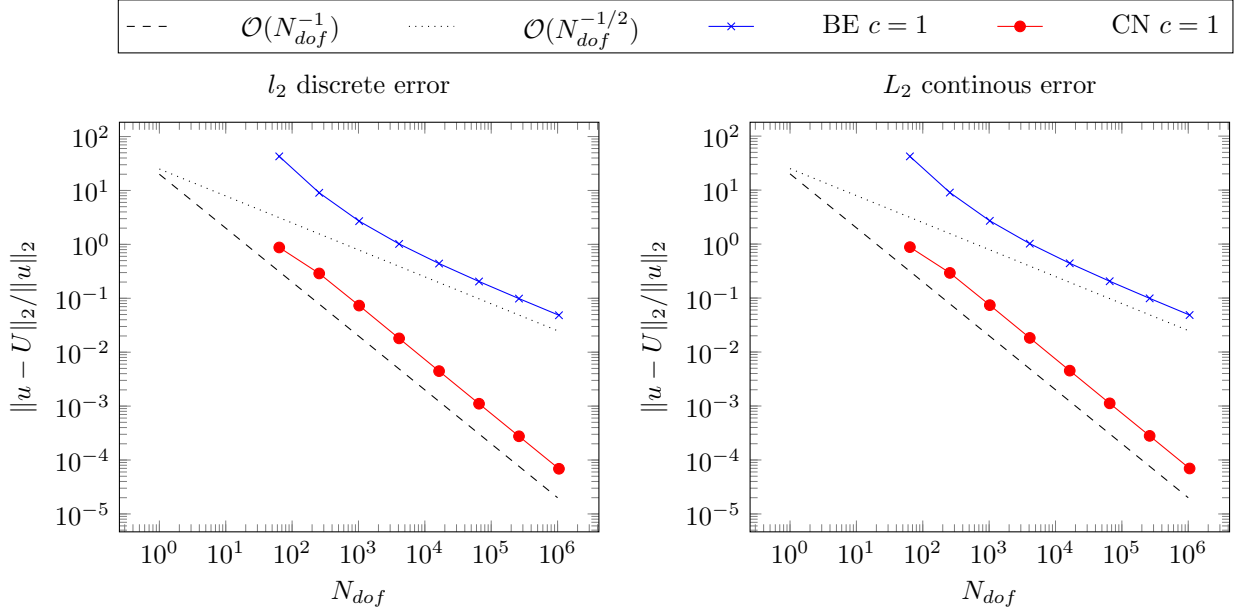 O(N_{dof}^{-1}) O(N_{dof}^{-1/2}) BE c = 1 CN c = 1
l_2 discrete error
10^2
10^1
10^0
10^{-1}
10^{-2}
10^{-3}
10^{-4}
10^{-5}
‖u − U‖_2/‖u‖_2
10^0 10^1 10^2 10^3 10^4 10^5 10^6
N_{dof}
L_2 continous error
10^2
10^1
10^0
10^{-1}
10^{-2}
10^{-3}
10^{-4}
10^{-5}
‖u − U‖_2/‖u‖_2
10^0 10^1 10^2 10^3 10^4 10^5 10^6
N_{dof}